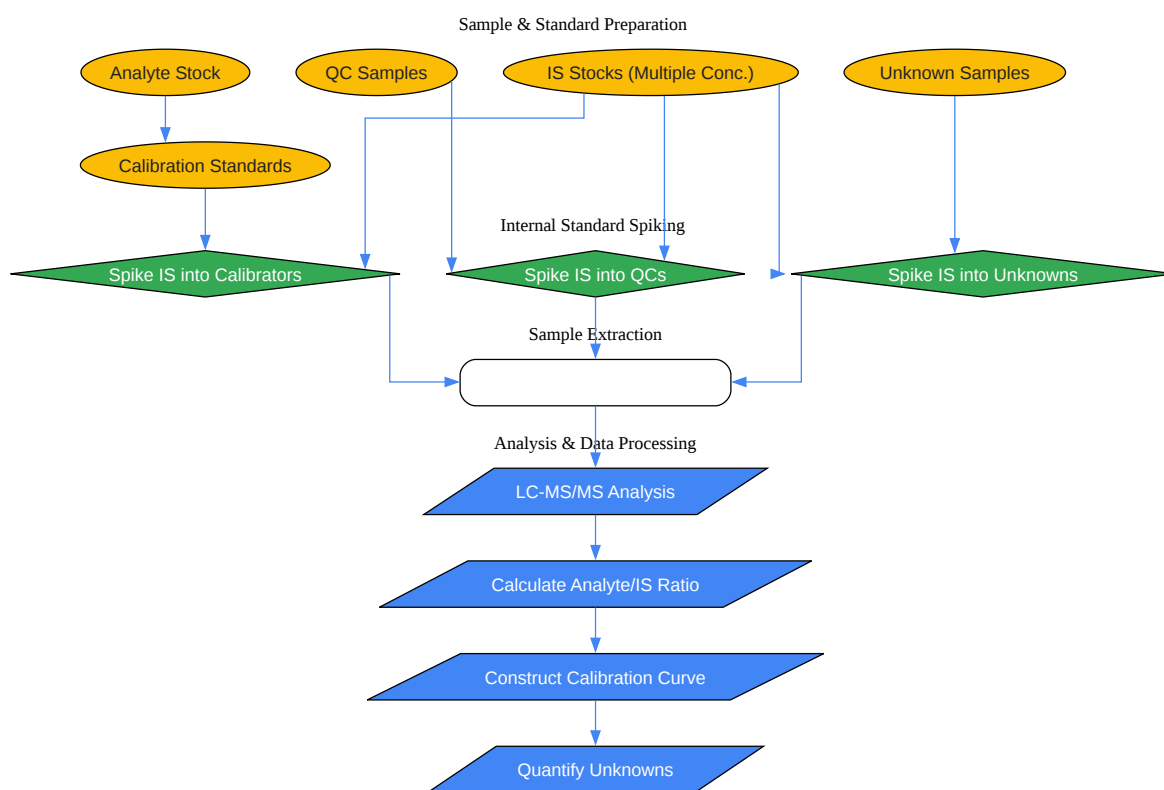 Sample & Standard Preparation
Analyte Stock
QC Samples
IS Stocks (Multiple Conc.)
Unknown Samples
Calibration Standards
Internal Standard Spiking
Spike IS into Calibrators
Spike IS into QCs
Spike IS into Unknowns
Sample Extraction
Analysis & Data Processing
LC-MS/MS Analysis
Calculate Analyte/IS Ratio
Construct Calibration Curve
Quantify Unknowns